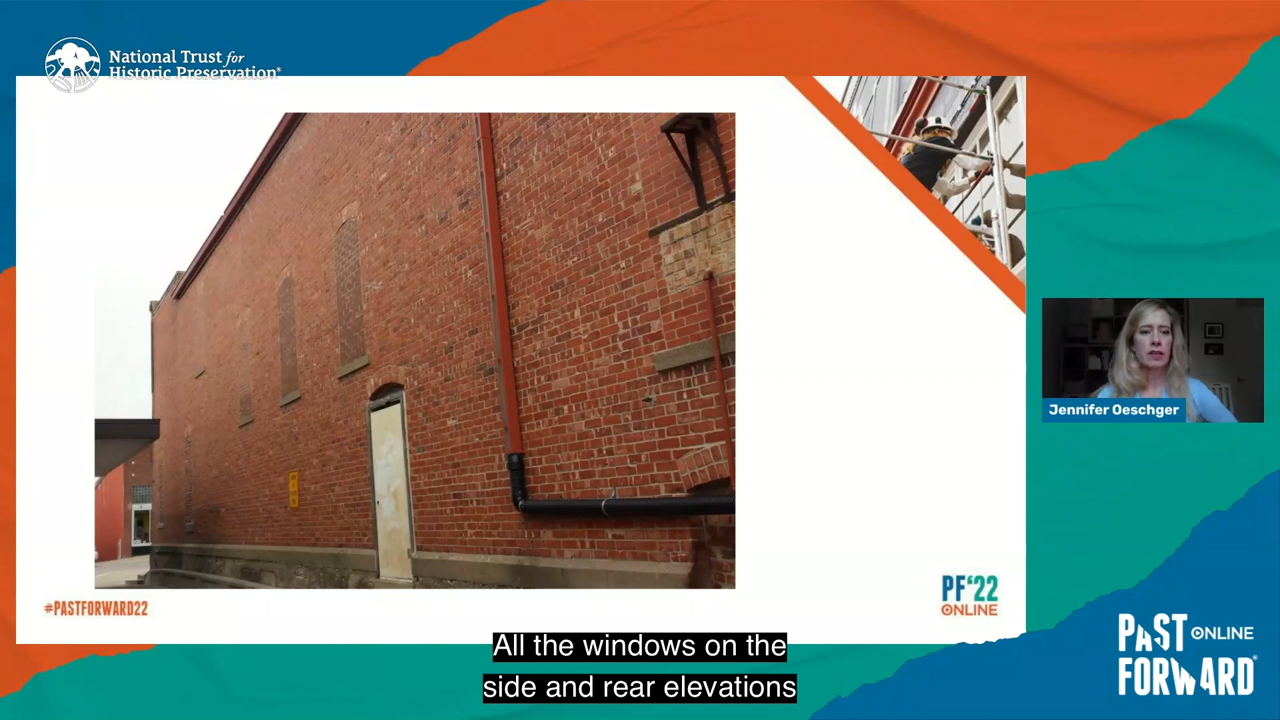 National Trust for
Historic Preservation®
Jennifer Oeschger
#PASTFORWARD22
PF'22
ONLINE
PAST ONLINE
FORWARD®
All the windows on the
side and rear elevations